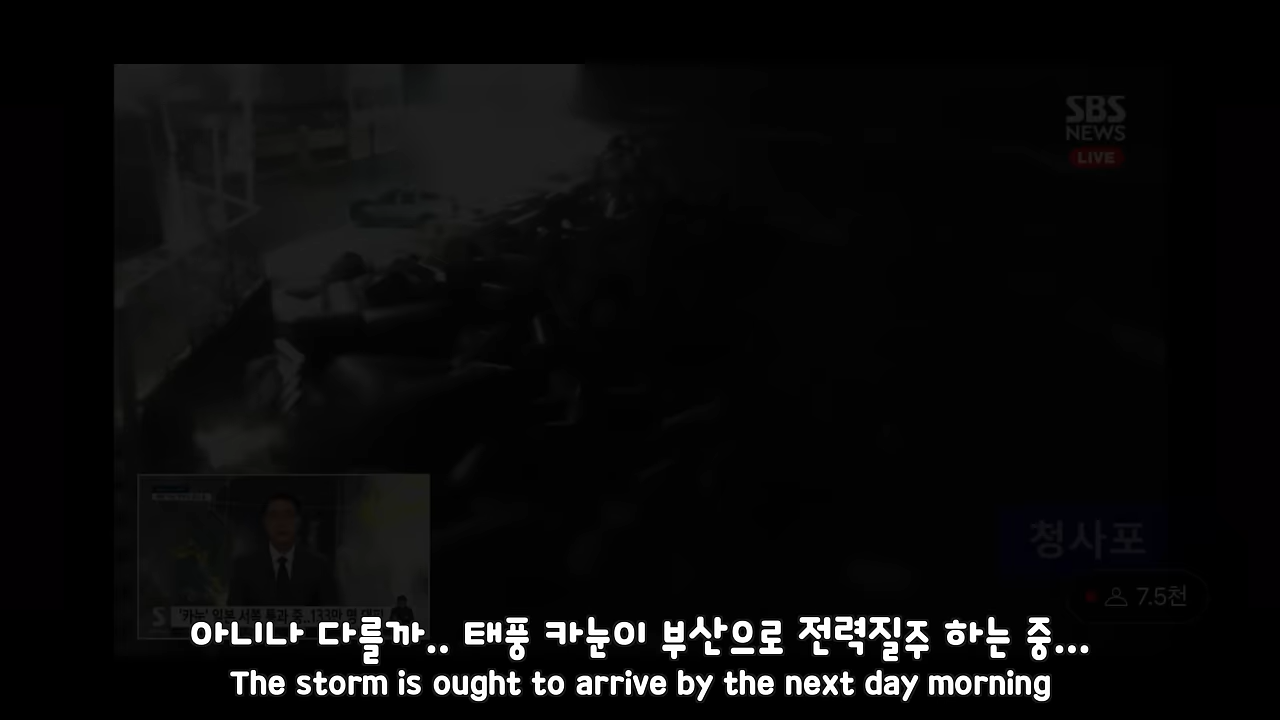 SBS
NEWS
LIVE
청사포
7.5천
아니나 다를까.. 태풍 카눈이 부산으로 전력질주 하는 중...
The storm is ought to arrive by the next day morning